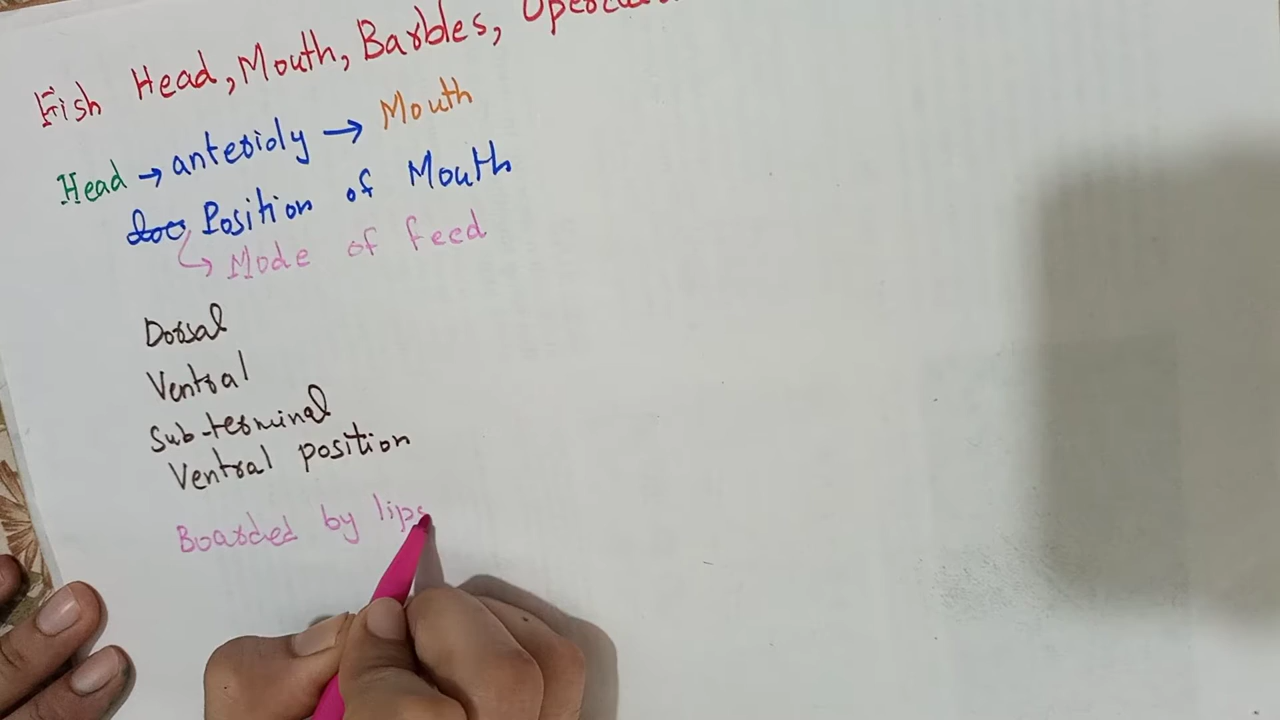 Fish Head, Mouth, Barbles,
Head → anterioly → Mouth
Position of Mouth
↳ Mode of feed
Dorsal
Ventral
Sub-terminal
Ventral position
Boarded by lips